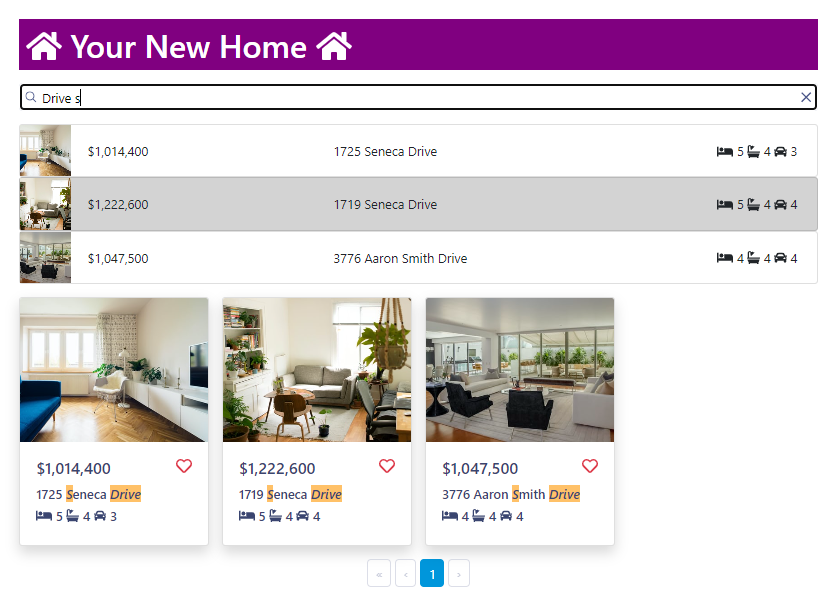 Your New Home
Drive s
$1,014,400 1725 Seneca Drive 5 4 3
$1,222,600 1719 Seneca Drive 5 4 4
$1,047,500 3776 Aaron Smith Drive 4 4 4
$1,014,400
1725 Seneca Drive
5 4 3
$1,222,600
1719 Seneca Drive
5 4 4
$1,047,500
3776 Aaron Smith Drive
4 4 4
« ‹ 1 ›